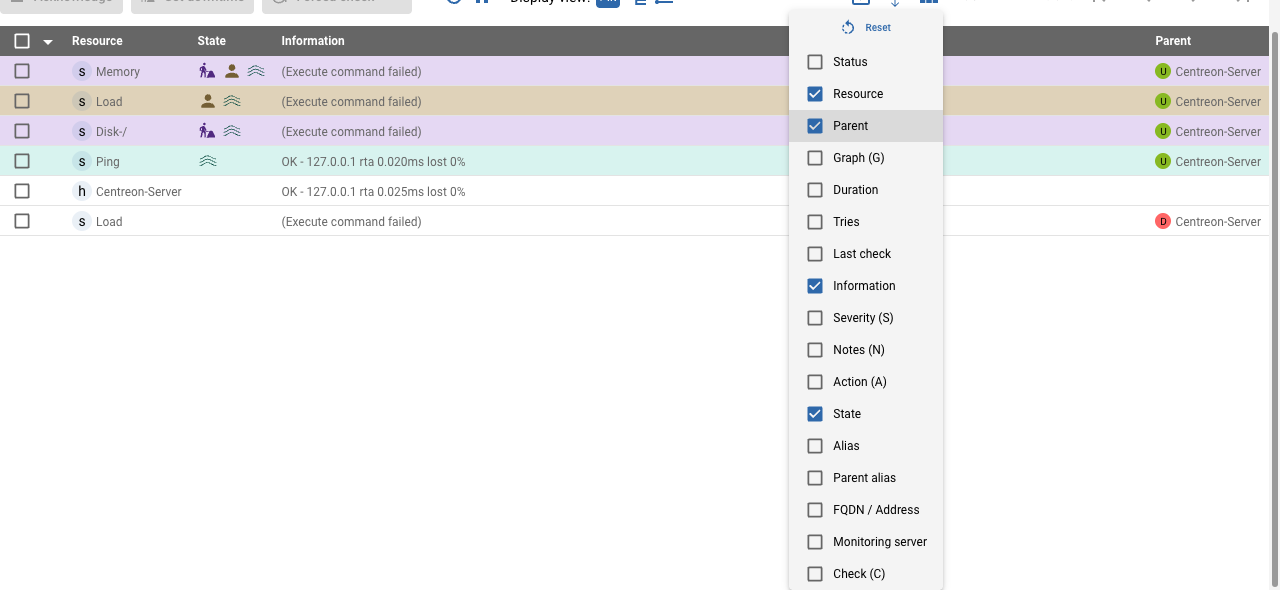 Display view: All
Reset
Resource State Information Parent
S Memory (Execute command failed) U Centreon-Server
S Load (Execute command failed) U Centreon-Server
S Disk-/ (Execute command failed) U Centreon-Server
S Ping OK - 127.0.0.1 rta 0.020ms lost 0% U Centreon-Server
h Centreon-Server OK - 127.0.0.1 rta 0.025ms lost 0%
S Load (Execute command failed) D Centreon-Server
Status
Resource
Parent
Graph (G)
Duration
Tries
Last check
Information
Severity (S)
Notes (N)
Action (A)
State
Alias
Parent alias
FQDN / Address
Monitoring server
Check (C)